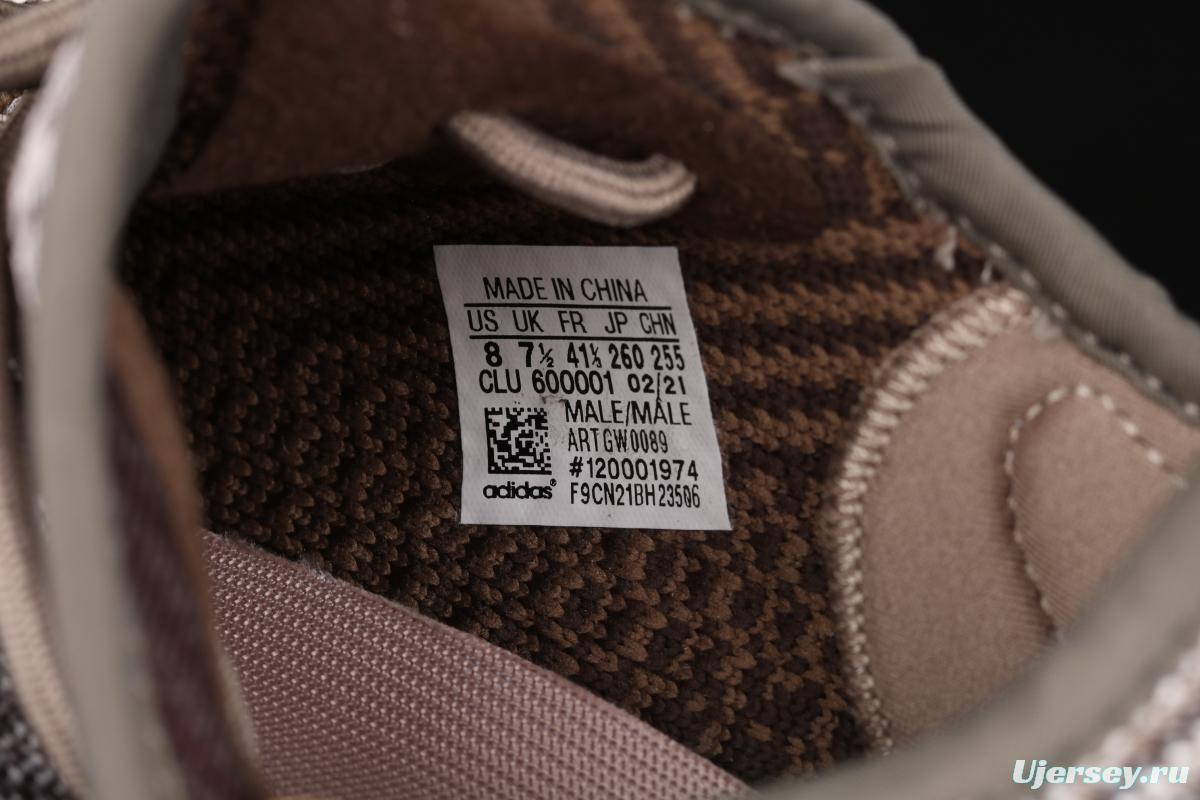 MADE IN CHINA
US UK FR JP CHN
8 7½ 41⅓ 260 255
CLU 600001 02/21
MALE/MÂLE
ART GW0089
#120001974
adidas® F9CN21BH23506
Ujersey.ru